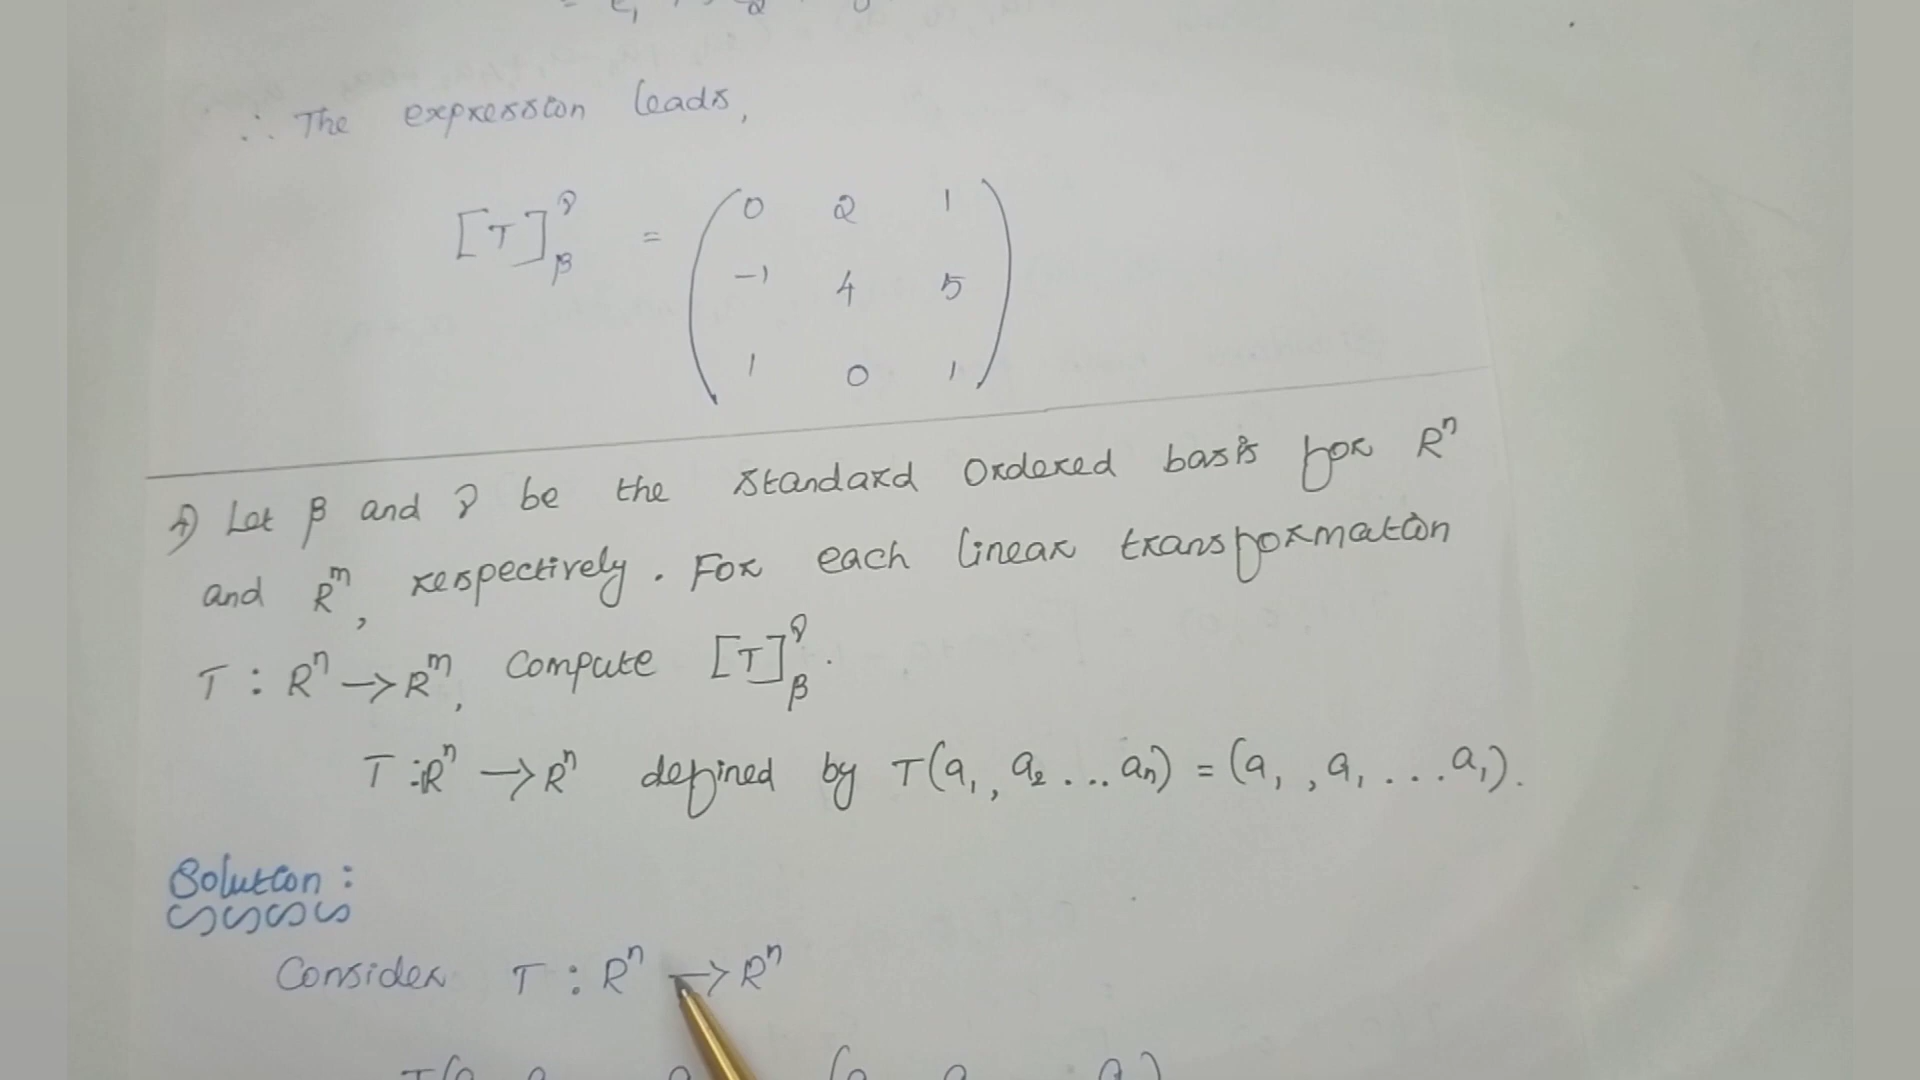 ∴ The expression leads,
[T]_β^γ = ( 0 2 1
-1 4 5
1 0 1 )
4) Let β and γ be the standard ordered basis for R^n
and R^m, respectively. For each linear transformation
T : R^n → R^m, compute [T]_β^γ.
T : R^n → R^n defined by T(a₁, a₂ ... aₙ) = (a₁, a₁, ... a₁).
Solution :
Consider T : R^n → R^n